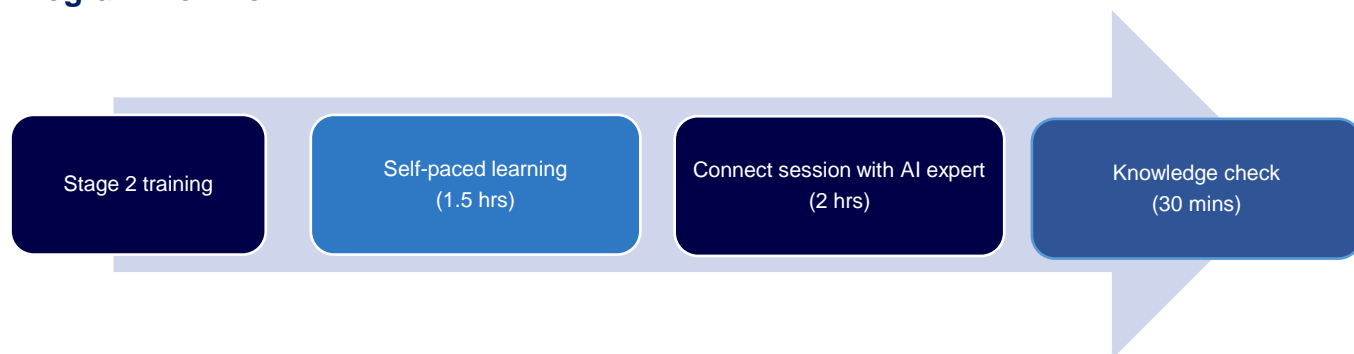 Stage 2 training
Self-paced learning
(1.5 hrs)
Connect session with AI expert
(2 hrs)
Knowledge check
(30 mins)